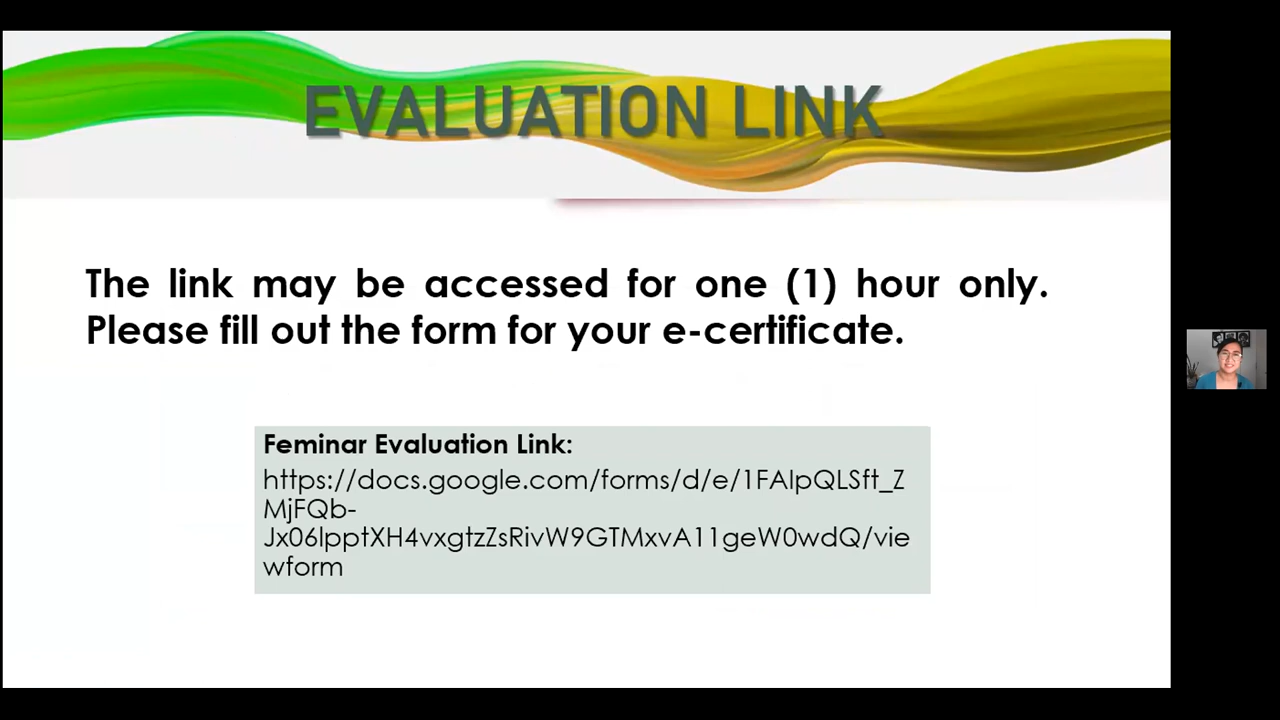 EVALUATION LINK
The link may be accessed for one (1) hour only.
Please fill out the form for your e-certificate.
Feminar Evaluation Link:
https://docs.google.com/forms/d/e/1FAIpQLSft_Z
MjFQb-
Jx06lpptXH4vxgtzZsRivW9GTMxvA11geW0wdQ/vie
wform